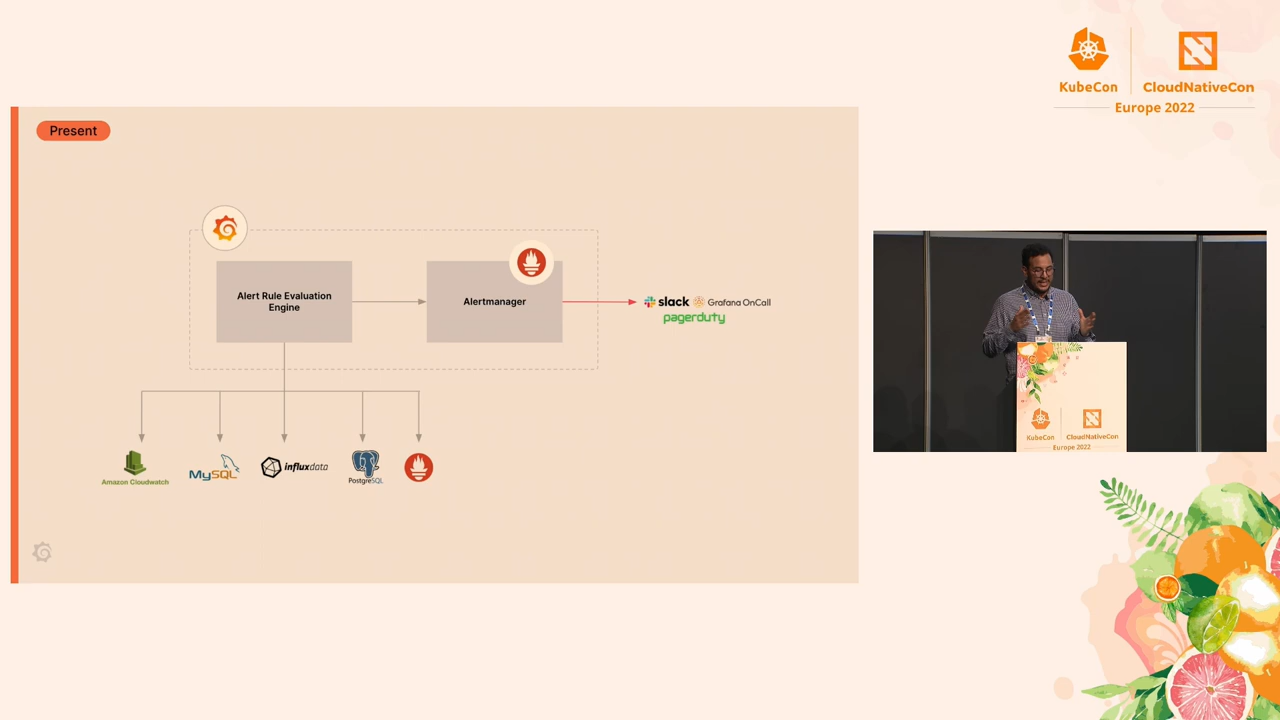 KubeCon
CloudNativeCon
Europe 2022
Present
Alert Rule Evaluation
Engine
Alertmanager
slack
Grafana OnCall
pagerduty
Amazon Cloudwatch
MySQL
influxdata
PostgreSQL
KubeCon
CloudNativeCon
Europe 2022